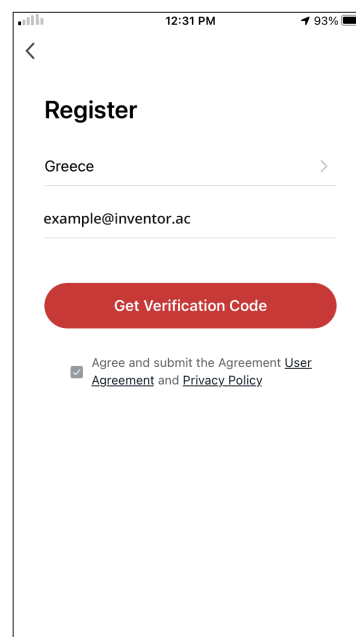 12:31 PM 93%
Register
Greece
example@inventor.ac
Get Verification Code
Agree and submit the Agreement User
Agreement and Privacy Policy